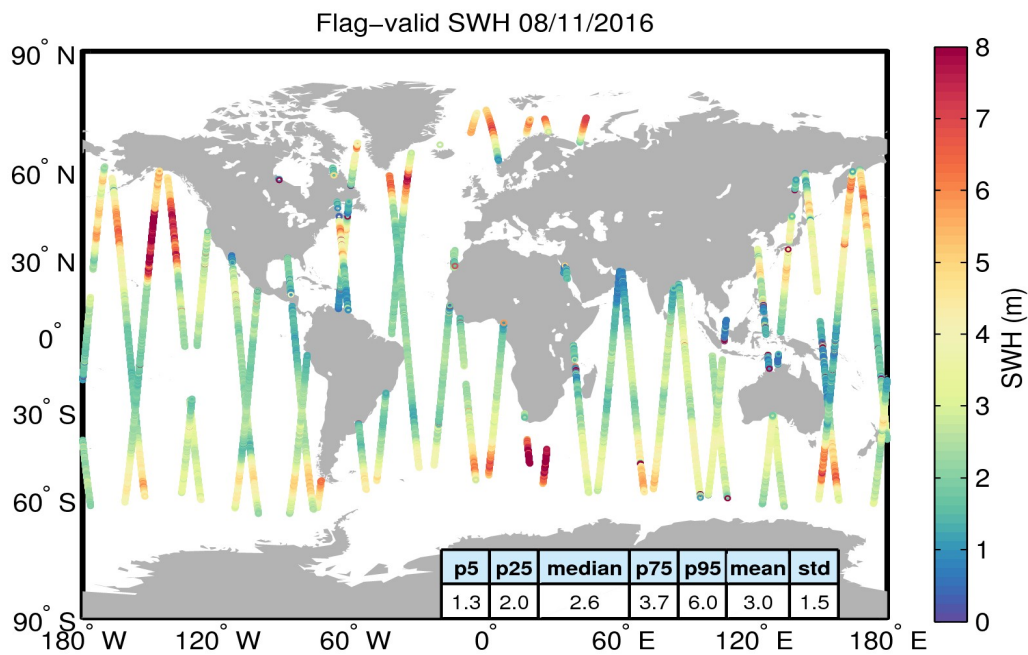 Flag−valid SWH 08/11/2016
90° N
60° N
30° N
0°
30° S
60° S
90° S
180° W
120° W
60° W
0°
60° E
120° E
180° E
p5 p25 median p75 p95 mean std
1.3 2.0 2.6 3.7 6.0 3.0 1.5
8
7
6
5
4
3
2
1
0
SWH (m)